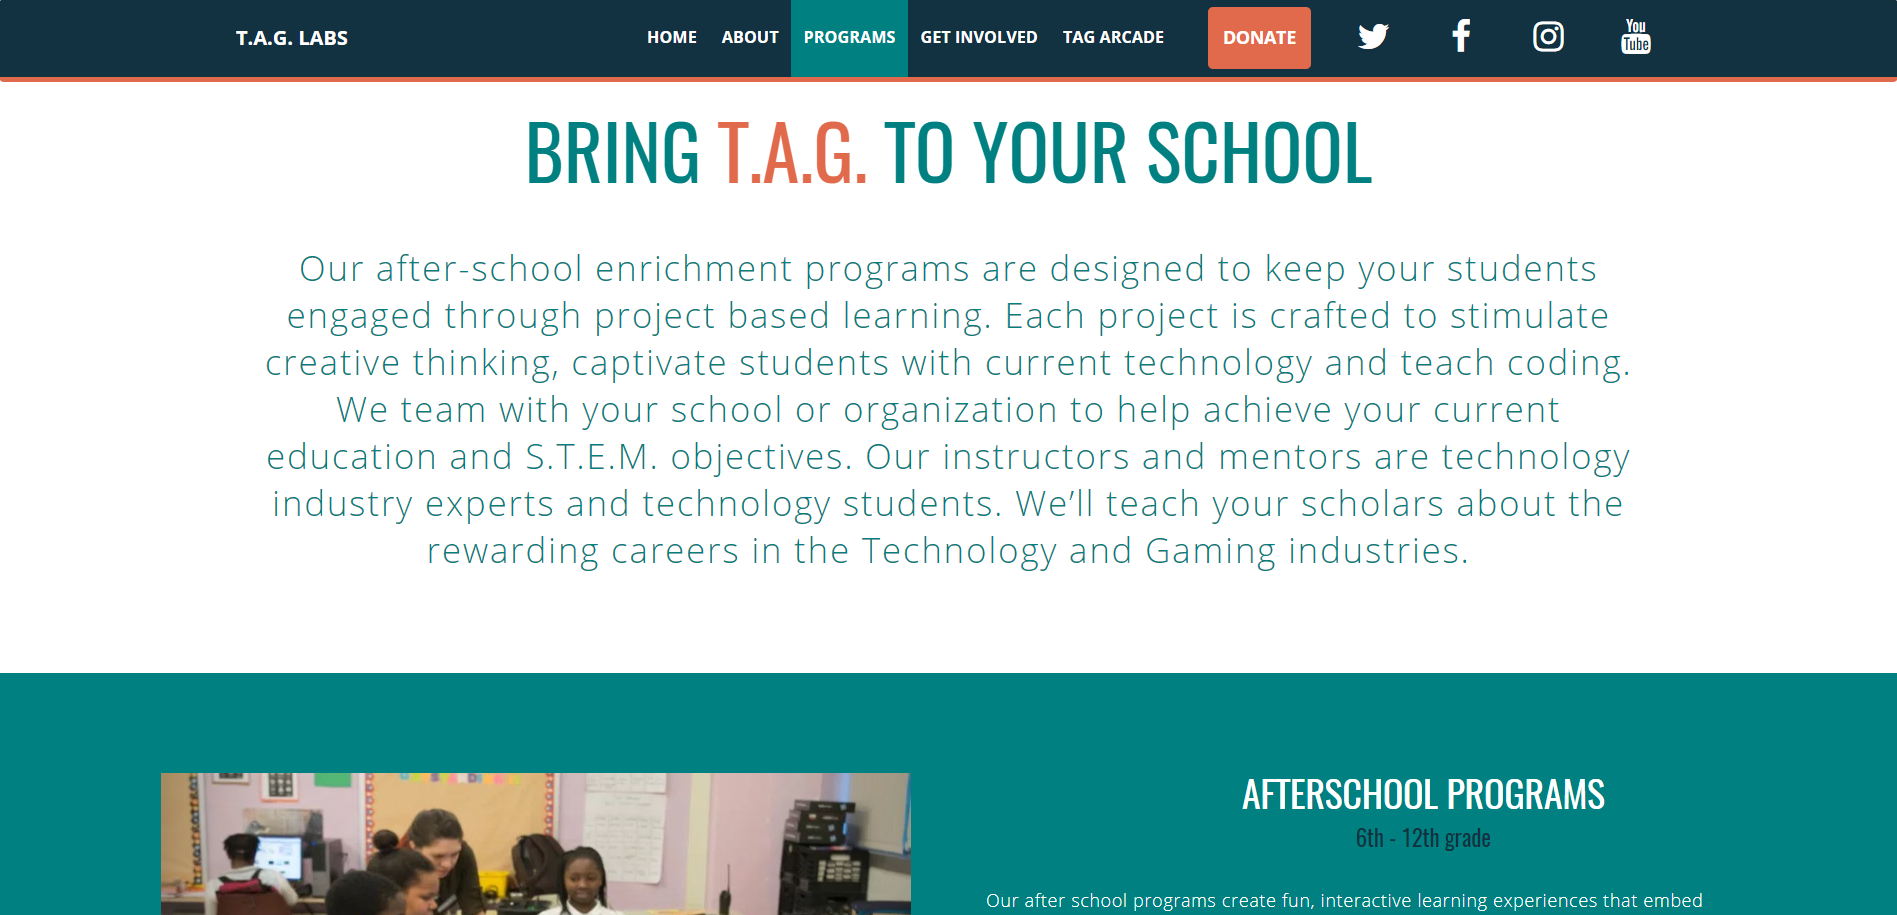 T.A.G. LABS
HOME ABOUT PROGRAMS GET INVOLVED TAG ARCADE DONATE You Tube
BRING T.A.G. TO YOUR SCHOOL
Our after-school enrichment programs are designed to keep your students
engaged through project based learning. Each project is crafted to stimulate
creative thinking, captivate students with current technology and teach coding.
We team with your school or organization to help achieve your current
education and S.T.E.M. objectives. Our instructors and mentors are technology
industry experts and technology students. We’ll teach your scholars about the
rewarding careers in the Technology and Gaming industries.
AFTERSCHOOL PROGRAMS
6th - 12th grade
Our after school programs create fun, interactive learning experiences that embed